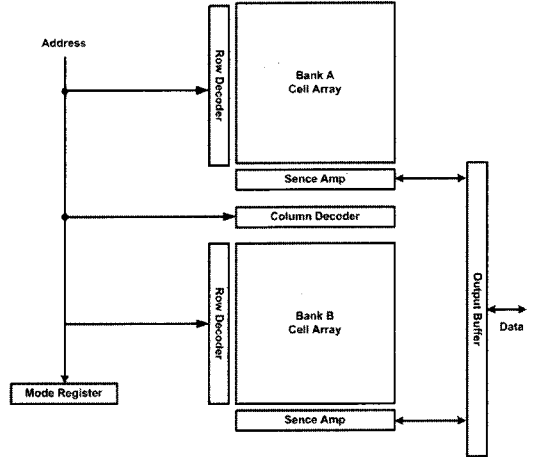 Address
Row Decoder
Bank A
Cell Array
Sence Amp
Column Decoder
Row Decoder
Bank B
Cell Array
Output Buffer
Data
Mode Register
Sence Amp